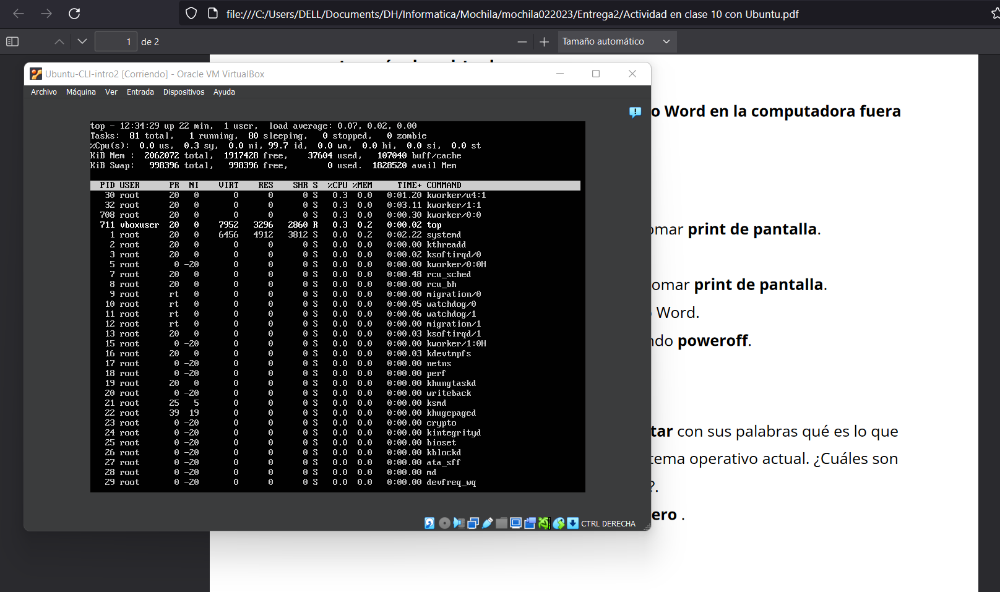 file:///C:/Users/DELL/Documents/DH/Informatica/Mochila/mochila022023/Entrega2/Actividad en clase 10 con Ubuntu.pdf
1 de 2
Tamaño automático
Ubuntu-CLI-intro2 [Corriendo] - Oracle VM VirtualBox
Archivo Máquina Ver Entrada Dispositivos Ayuda
top - 12:34:29 up 22 min, 1 user, load average: 0.07, 0.02, 0.00
Tasks: 81 total, 1 running, 80 sleeping, 0 stopped, 0 zombie
%Cpu(s): 0.0 us, 0.3 sy, 0.0 ni, 99.7 id, 0.0 wa, 0.0 hi, 0.0 si, 0.0 st
KiB Mem : 2062072 total, 1917428 free, 37604 used, 107040 buff/cache
KiB Swap: 998396 total, 998396 free, 0 used. 1828520 avail Mem
PID USER PR NI VIRT RES SHR S %CPU %MEM TIME+ COMMAND
30 root 20 0 0 0 0 S 0.3 0.0 0:01.20 kworker/u4:1
32 root 20 0 0 0 0 S 0.3 0.0 0:03.11 kworker/1:1
708 root 20 0 0 0 0 S 0.3 0.0 0:00.30 kworker/0:0
711 vboxuser 20 0 7952 3296 2860 R 0.3 0.2 0:00.02 top
1 root 20 0 6456 4912 3812 S 0.0 0.2 0:02.22 systemd
2 root 20 0 0 0 0 S 0.0 0.0 0:00.00 kthreadd
3 root 20 0 0 0 0 S 0.0 0.0 0:00.02 ksoftirqd/0
5 root 0 -20 0 0 0 S 0.0 0.0 0:00.00 kworker/0:0H
7 root 20 0 0 0 0 S 0.0 0.0 0:00.48 rcu_sched
8 root 20 0 0 0 0 S 0.0 0.0 0:00.00 rcu_bh
9 root rt 0 0 0 0 S 0.0 0.0 0:00.00 migration/0
10 root rt 0 0 0 0 S 0.0 0.0 0:00.05 watchdog/0
11 root rt 0 0 0 0 S 0.0 0.0 0:00.06 watchdog/1
12 root rt 0 0 0 0 S 0.0 0.0 0:00.00 migration/1
13 root 20 0 0 0 0 S 0.0 0.0 0:00.03 ksoftirqd/1
15 root 0 -20 0 0 0 S 0.0 0.0 0:00.00 kworker/1:0H
16 root 20 0 0 0 0 S 0.0 0.0 0:00.03 kdevtmpfs
17 root 0 -20 0 0 0 S 0.0 0.0 0:00.00 netns
18 root 0 -20 0 0 0 S 0.0 0.0 0:00.00 perf
19 root 20 0 0 0 0 S 0.0 0.0 0:00.00 khungtaskd
20 root 0 -20 0 0 0 S 0.0 0.0 0:00.00 writeback
21 root 25 5 0 0 0 S 0.0 0.0 0:00.00 ksmd
22 root 39 19 0 0 0 S 0.0 0.0 0:00.00 khugepaged
23 root 0 -20 0 0 0 S 0.0 0.0 0:00.00 crypto
24 root 0 -20 0 0 0 S 0.0 0.0 0:00.00 kintegrityd
25 root 0 -20 0 0 0 S 0.0 0.0 0:00.00 bioset
26 root 0 -20 0 0 0 S 0.0 0.0 0:00.00 kblockd
27 root 0 -20 0 0 0 S 0.0 0.0 0:00.00 ata_sff
28 root 0 -20 0 0 0 S 0.0 0.0 0:00.00 md
29 root 0 -20 0 0 0 S 0.0 0.0 0:00.00 devfreq_wq
CTRL DERECHA
o Word en la computadora fuera
omar print de pantalla.
omar print de pantalla.
Word.
ndo poweroff.
tar con sus palabras qué es lo que
tema operativo actual. ¿Cuáles son
?.
ero .